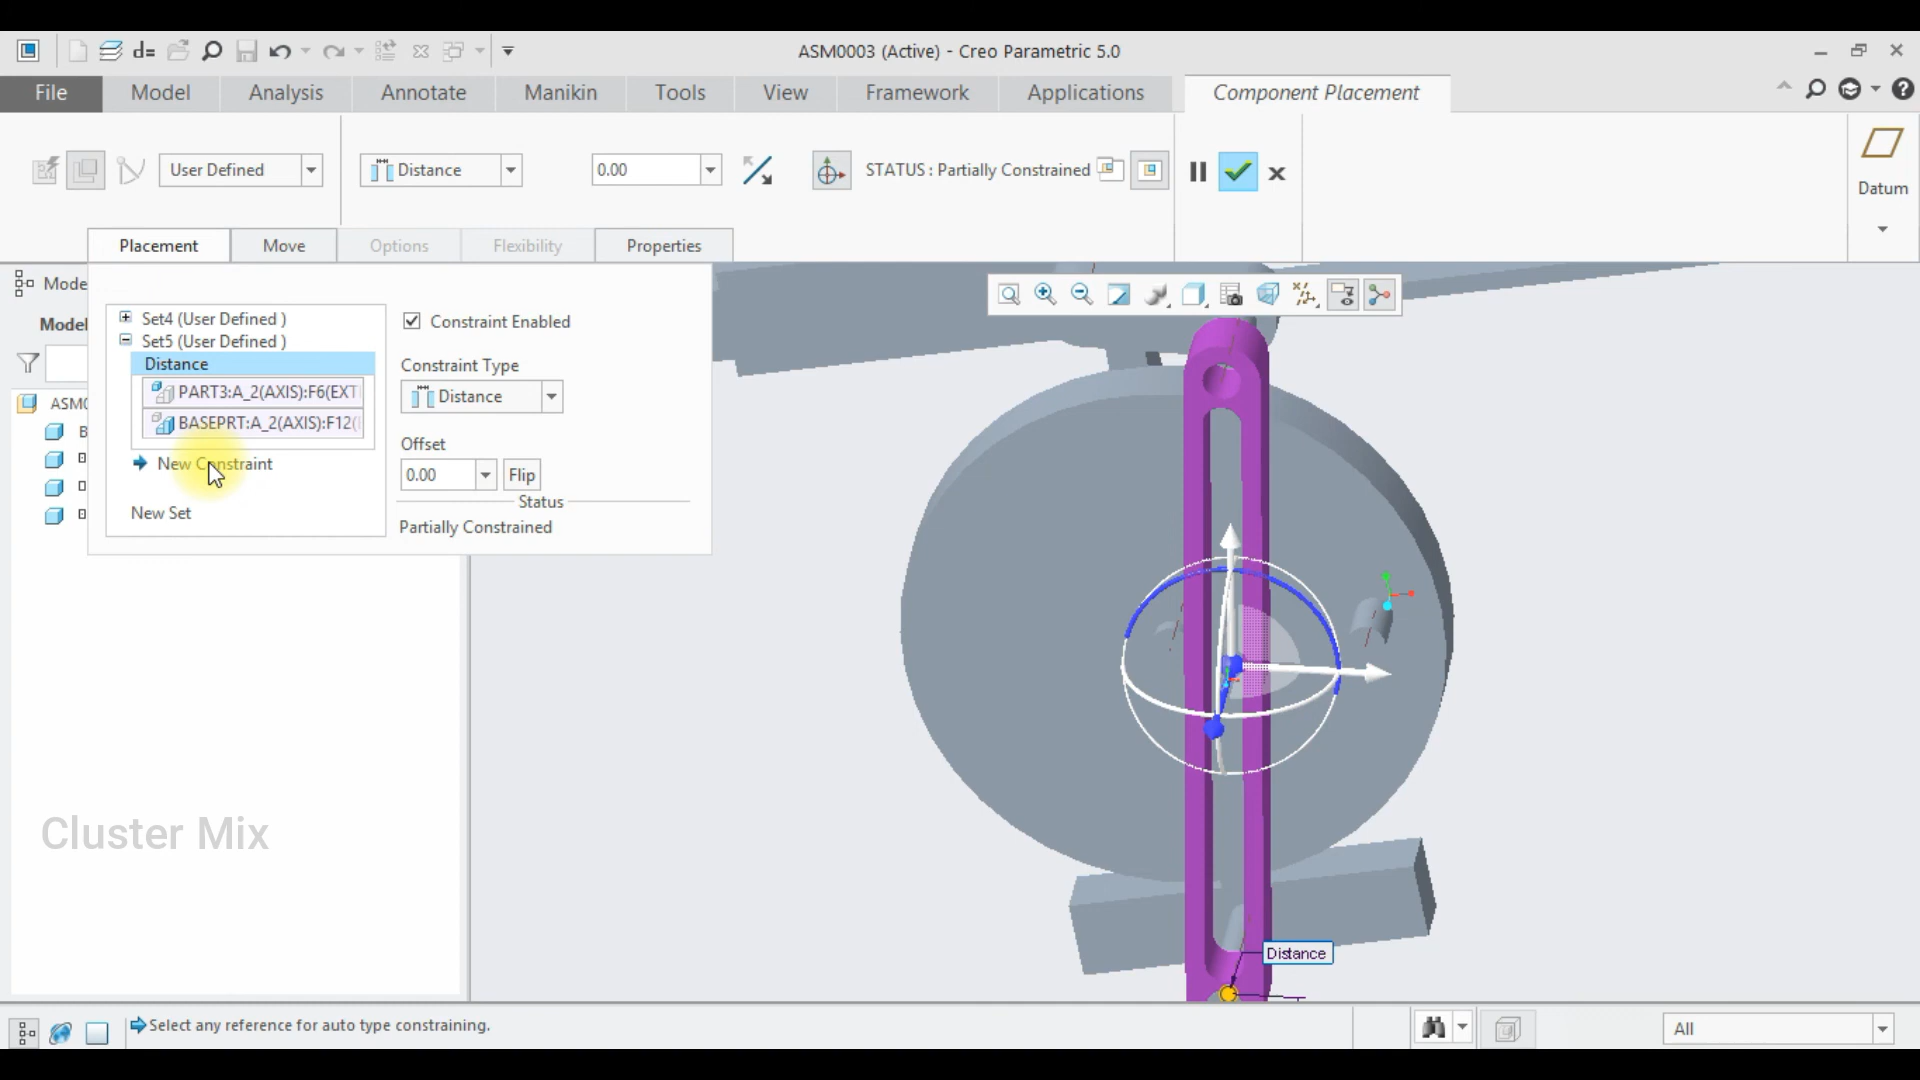 d=
ASM0003 (Active) - Creo Parametric 5.0
File
Model
Analysis
Annotate
Manikin
Tools
View
Framework
Applications
Component Placement
User Defined
Distance
0.00
STATUS : Partially Constrained
Datum
Placement
Move
Options
Flexibility
Properties
Mode
Model
Set4 (User Defined )
Set5 (User Defined )
Distance
PART3:A_2(AXIS):F6(EXT
BASEPRT:A_2(AXIS):F12(
New Constraint
New Set
Constraint Enabled
Constraint Type
Distance
Offset
0.00
Flip
Status
Partially Constrained
ASM0
B
Distance
Cluster Mix
Select any reference for auto type constraining.
All